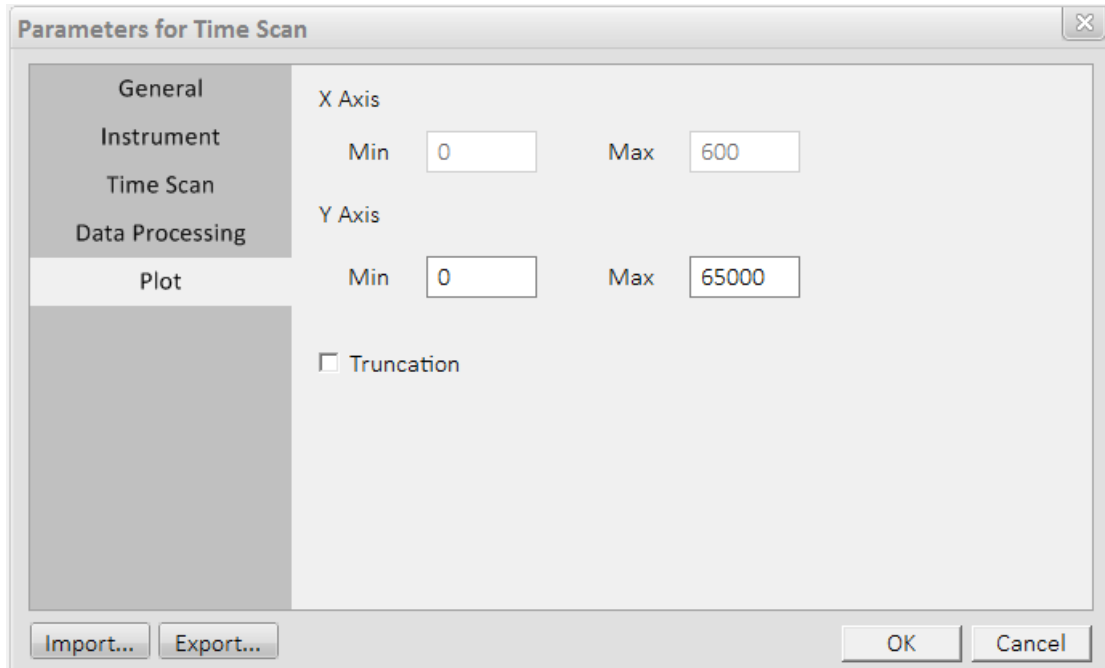 Parameters for Time Scan
General
Instrument
Time Scan
Data Processing
Plot
X Axis
Min 0 Max 600
Y Axis
Min 0 Max 65000
Truncation
Import... Export... OK Cancel